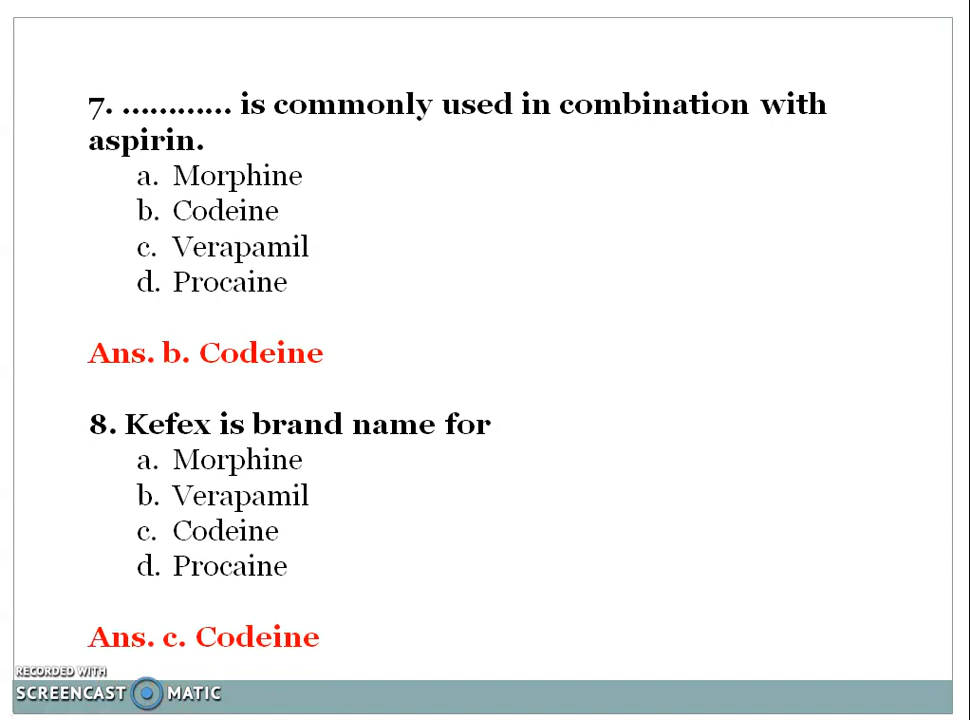 7. ............ is commonly used in combination with
aspirin.
a. Morphine
b. Codeine
c. Verapamil
d. Procaine
Ans. b. Codeine
8. Kefex is brand name for
a. Morphine
b. Verapamil
c. Codeine
d. Procaine
Ans. c. Codeine
RECORDED WITH
SCREENCAST MATIC